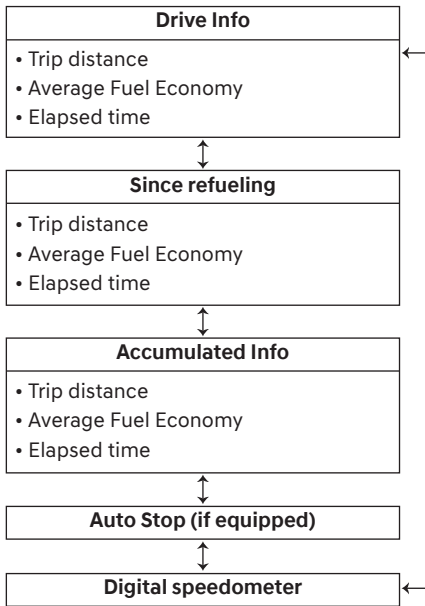 Drive Info
• Trip distance
• Average Fuel Economy
• Elapsed time
Since refueling
• Trip distance
• Average Fuel Economy
• Elapsed time
Accumulated Info
• Trip distance
• Average Fuel Economy
• Elapsed time
Auto Stop (if equipped)
Digital speedometer